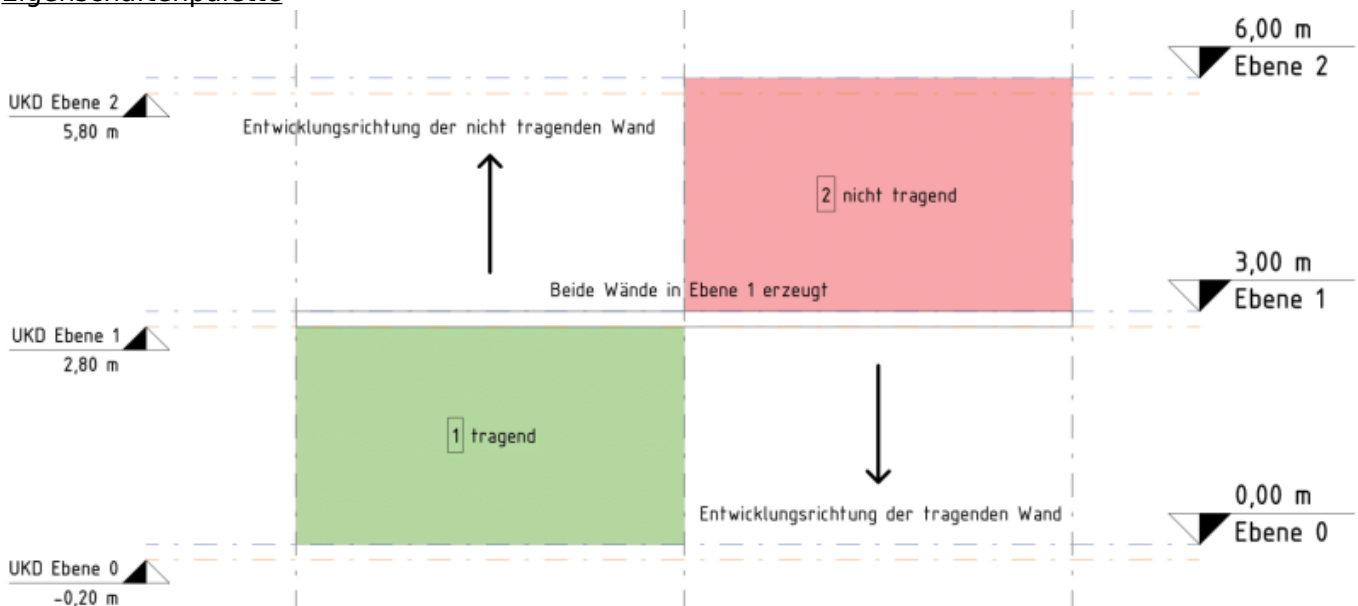 Eigenschaftenpalette
6,00 m
Ebene 2
UKD Ebene 2
5,80 m
Entwicklungsrichtung der nicht tragenden Wand
2 nicht tragend
3,00 m
Beide Wände in Ebene 1 erzeugt
Ebene 1
UKD Ebene 1
2,80 m
1 tragend
0,00 m
Entwicklungsrichtung der tragenden Wand
Ebene 0
UKD Ebene 0
-0,20 m